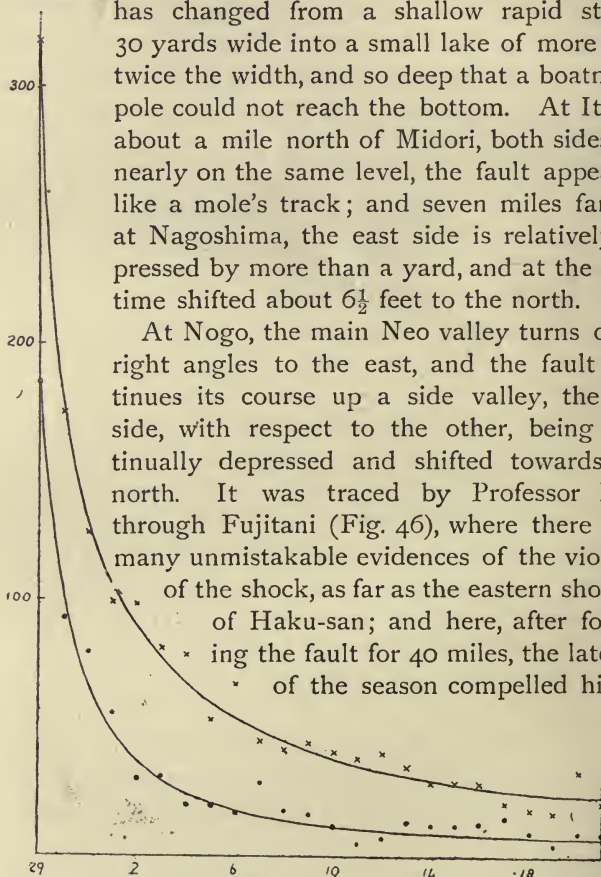 has changed from a shallow rapid st
30 yards wide into a small lake of more
twice the width, and so deep that a boatm
pole could not reach the bottom. At It
about a mile north of Midori, both side
nearly on the same level, the fault appe
like a mole's track; and seven miles fa
at Nagoshima, the east side is relatively
pressed by more than a yard, and at the
time shifted about 6½ feet to the north.
At Nogo, the main Neo valley turns o
right angles to the east, and the fault
tinues its course up a side valley, the
side, with respect to the other, being
tinually depressed and shifted towards
north. It was traced by Professor
through Fujitani (Fig. 46), where there
many unmistakable evidences of the vio
of the shock, as far as the eastern sho
of Haku-san; and here, after fo
ing the fault for 40 miles, the late
of the season compelled hi
300
200
100
29 2 6 10 14 18